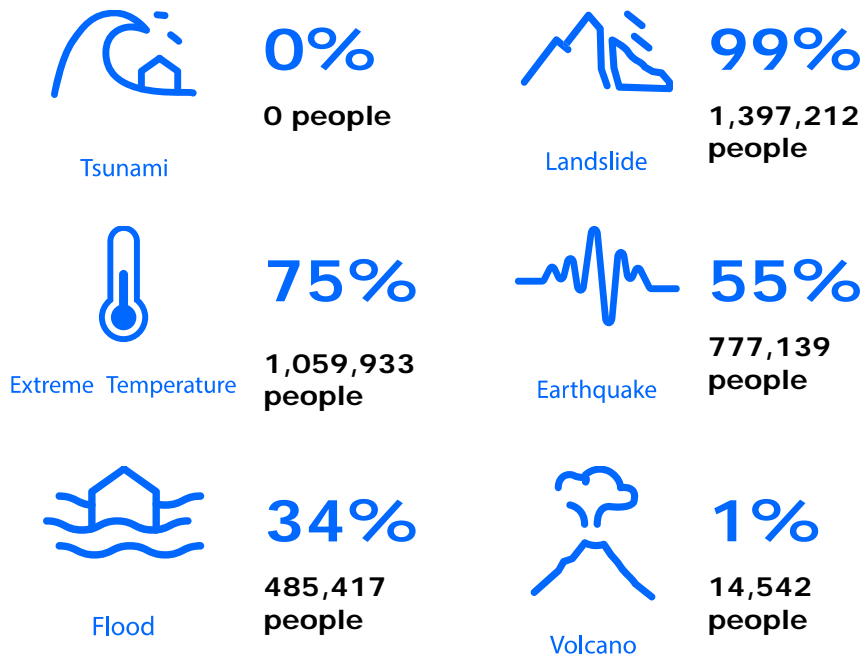 0%
0 people
Tsunami
99%
1,397,212
people
Landslide
75%
1,059,933
people
Extreme Temperature
55%
777,139
people
Earthquake
34%
485,417
people
Flood
1%
14,542
people
Volcano